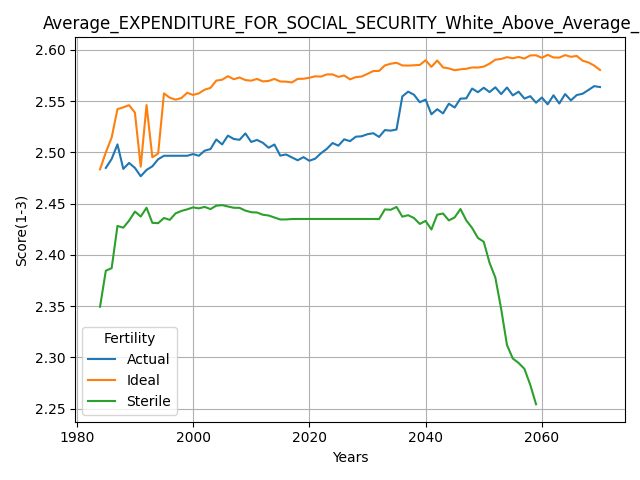 Average_EXPENDITURE_FOR_SOCIAL_SECURITY_White_Above_Average_
Score(1-3)
2.60
2.55
2.50
2.45
2.40
2.35
2.30
2.25
Fertility
Actual
Ideal
Sterile
1980
2000
2020
2040
2060
Years